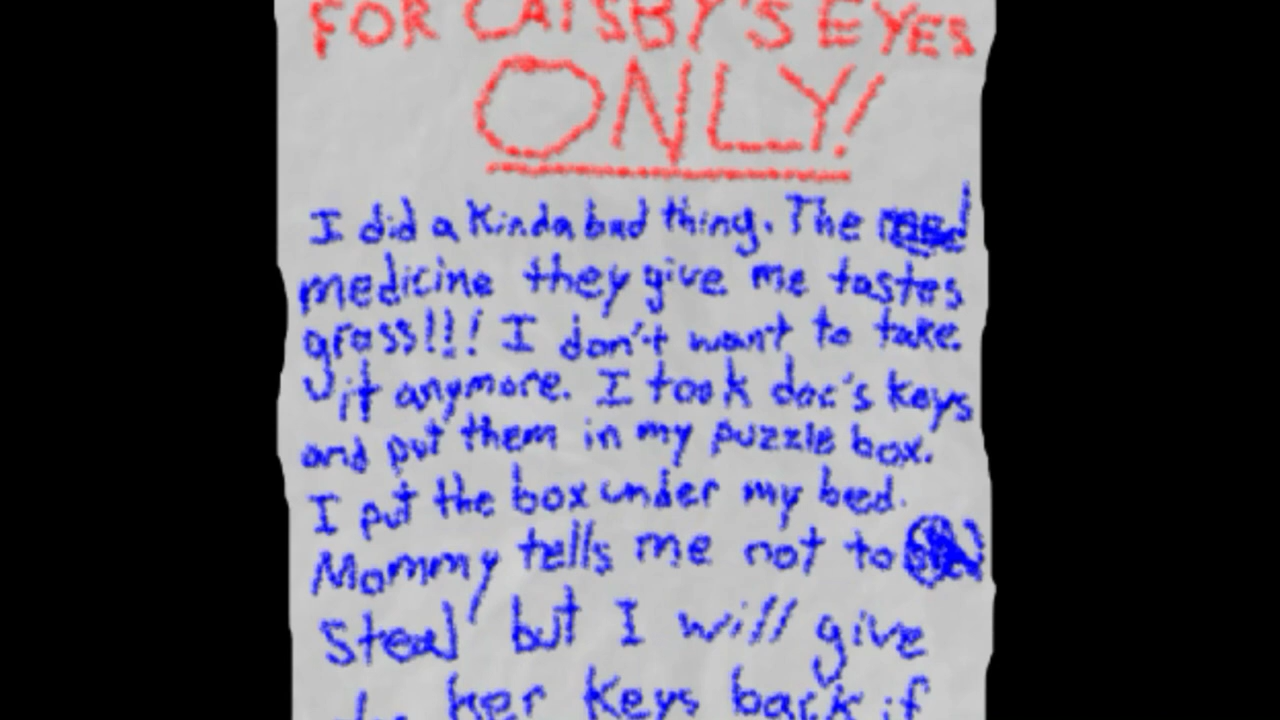 FOR CATSBY'S EYES
ONLY!
I did a kinda bad thing. The
medicine they give me tastes
gross!!! I don't want to take
it anymore. I took doc's keys
and put them in my puzzle box.
I put the box under my bed.
Mommy tells me not to
steal but I will give
her keys back if